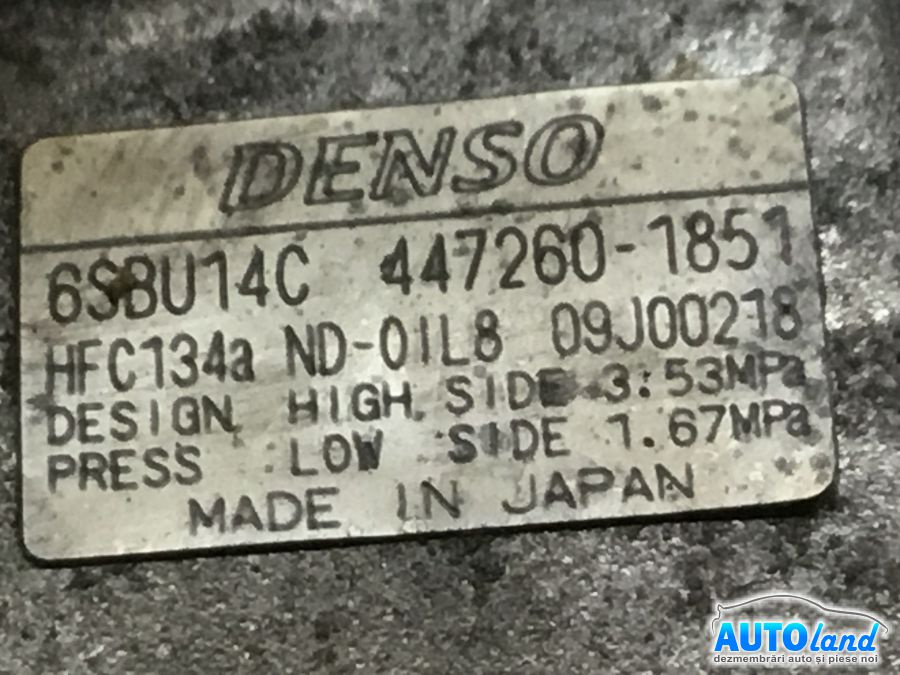 DENSO
6SBU14C 447260-1851
HFC134a ND-OIL8 09J00218
DESIGN HIGH SIDE 3.53MPa
PRESS LOW SIDE 1.67MPa
MADE IN JAPAN
AUTOland
dezmembrări auto și piese noi